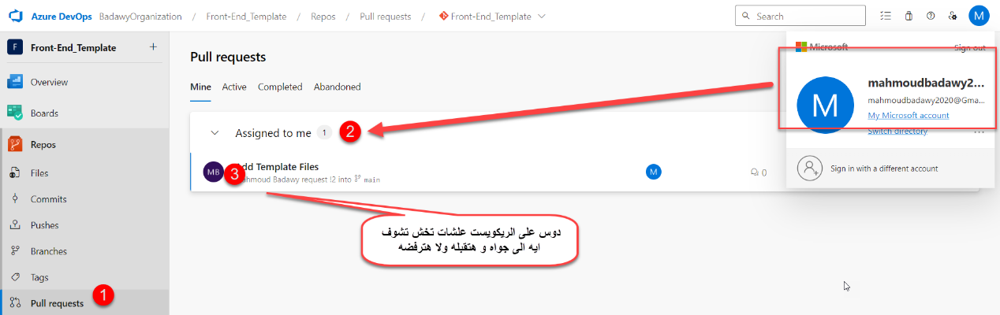 Azure DevOps BadawyOrganization / Front-End_Template / Repos / Pull requests / Front-End_Template
Search
M
F Front-End_Template +
Overview
Boards
Repos
Files
Commits
Pushes
Branches
Tags
Pull requests
1
Pull requests
Mine Active Completed Abandoned
Assigned to me 1
2
MB
3
Add Template Files
Mahmoud Badawy request !2 into main
M
0
دوس على الريكويست علشات تخش تشوف
ايه الى جواه و هتقبله ولا هترفضه
Microsoft
Sign out
M
mahmoudbadawy2...
mahmoudbadawy2020@Gma...
My Microsoft account
Switch directory
...
Sign in with a different account